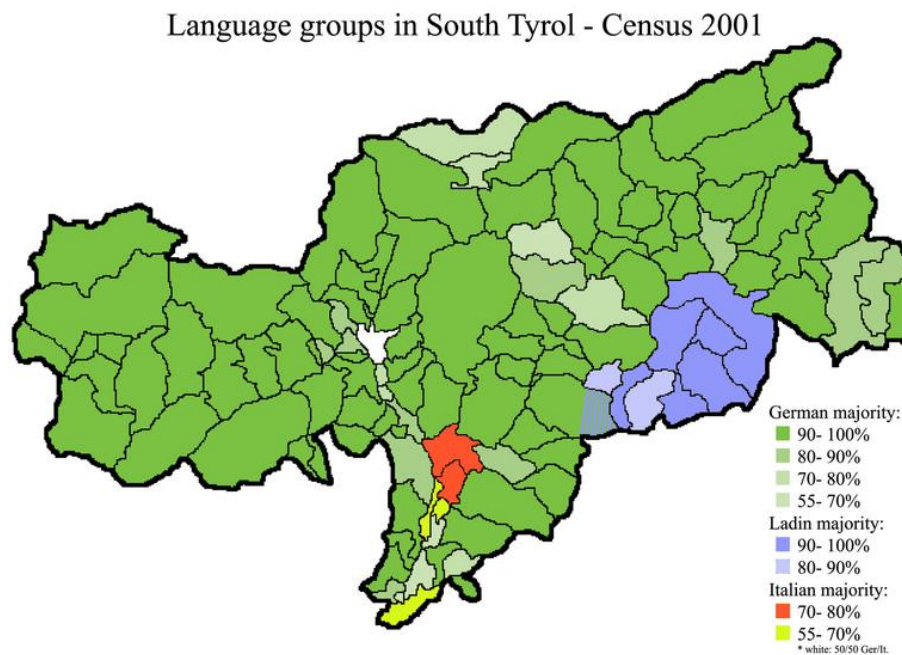 Language groups in South Tyrol - Census 2001
German majority:
90- 100%
80- 90%
70- 80%
55- 70%
Ladin majority:
90- 100%
80- 90%
Italian majority:
70- 80%
55- 70%
* white: 50/50 Ger/It.